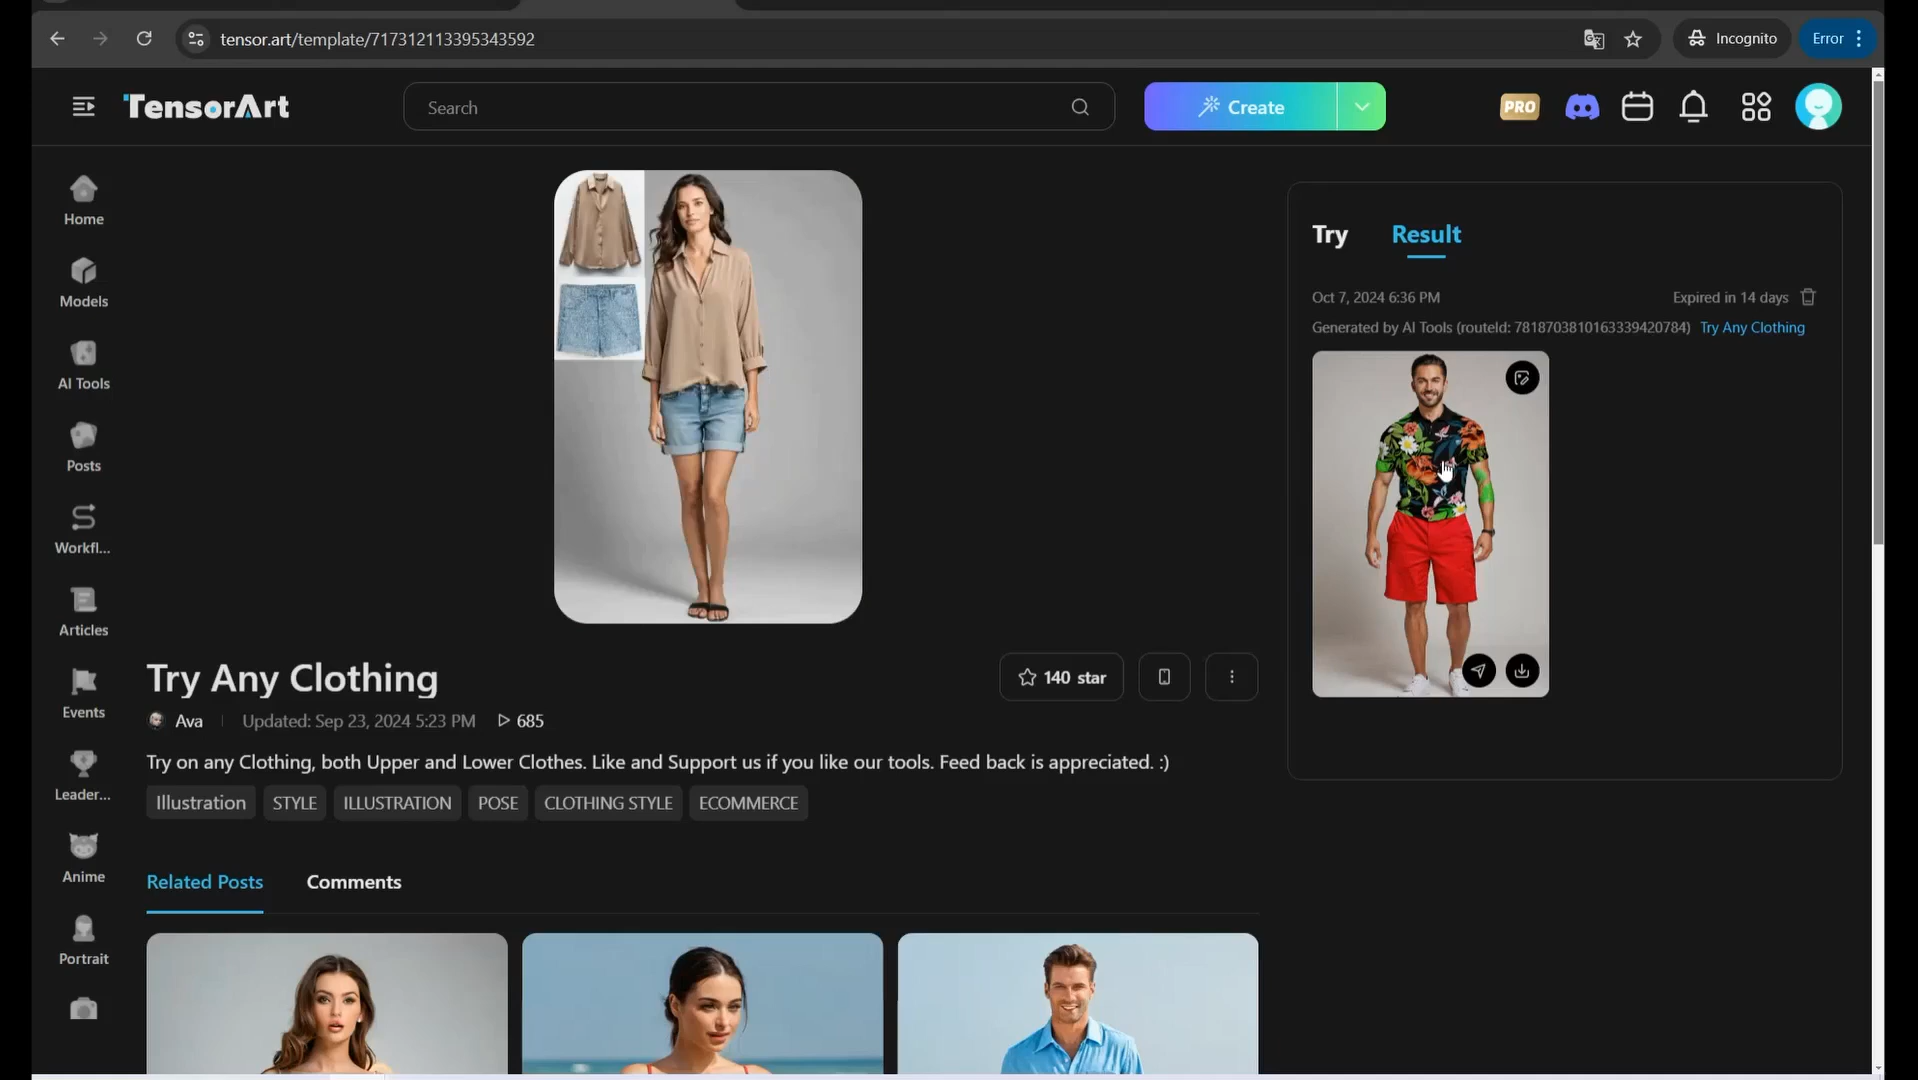 tensor.art/template/717312113395343592
Incognito
Error
TensorArt
Search
Create
PRO
Home
Models
AI Tools
Posts
Workfl...
Articles
Events
Leader...
Anime
Portrait
Try Any Clothing
140 star
Ava
Updated: Sep 23, 2024 5:23 PM
685
Try on any Clothing, both Upper and Lower Clothes. Like and Support us if you like our tools. Feed back is appreciated. :)
Illustration
STYLE
ILLUSTRATION
POSE
CLOTHING STYLE
ECOMMERCE
Related Posts
Comments
Try
Result
Oct 7, 2024 6:36 PM
Expired in 14 days
Generated by AI Tools (routeId: 7818703810163339420784) Try Any Clothing